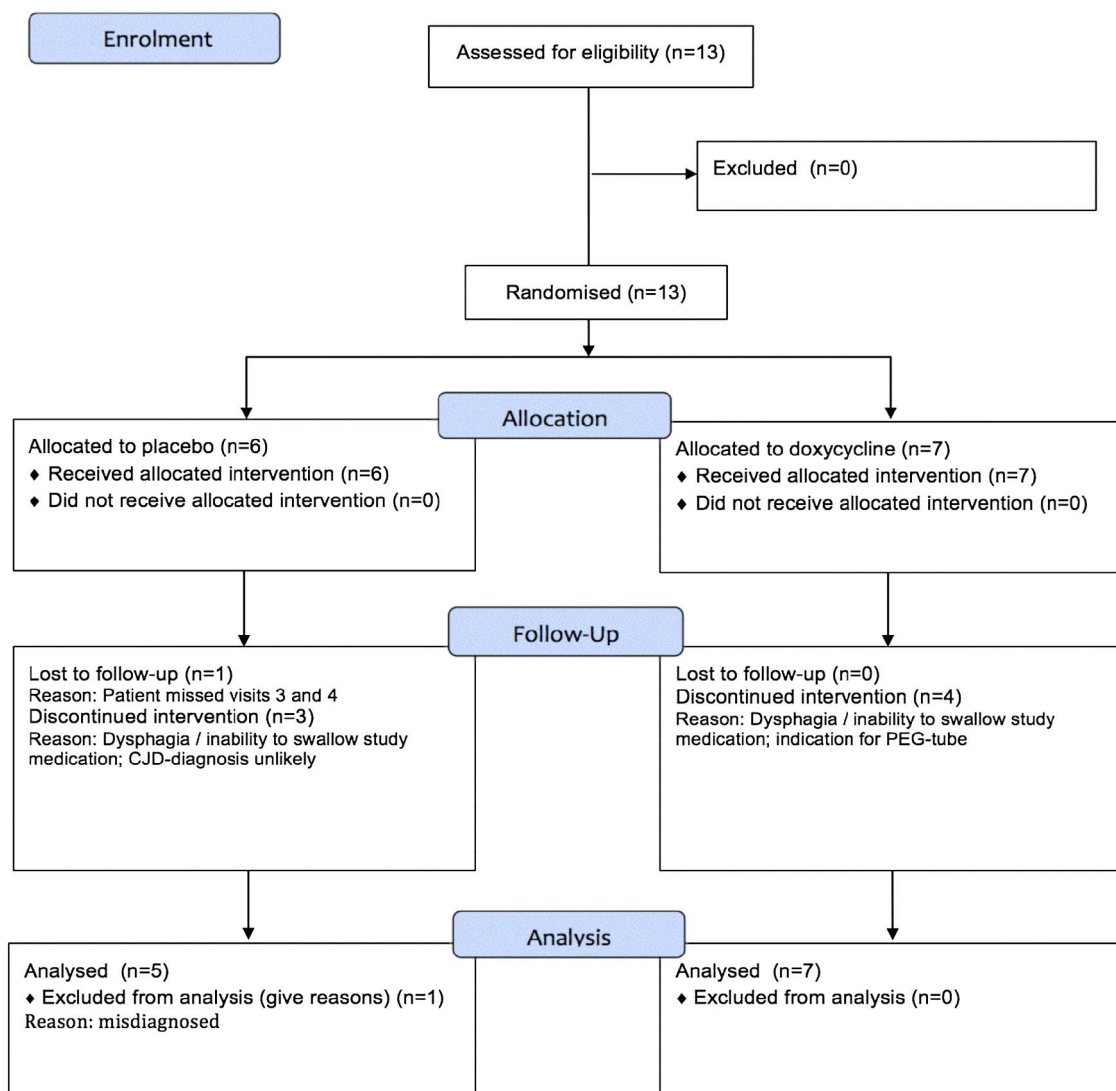 Enrolment
Assessed for eligibility (n=13)
Excluded (n=0)
Randomised (n=13)
Allocation
Allocated to placebo (n=6)
♦ Received allocated intervention (n=6)
♦ Did not receive allocated intervention (n=0)
Allocated to doxycycline (n=7)
♦ Received allocated intervention (n=7)
♦ Did not receive allocated intervention (n=0)
Follow-Up
Lost to follow-up (n=1)
Reason: Patient missed visits 3 and 4
Discontinued intervention (n=3)
Reason: Dysphagia / inability to swallow study
medication; CJD-diagnosis unlikely
Lost to follow-up (n=0)
Discontinued intervention (n=4)
Reason: Dysphagia / inability to swallow study
medication; indication for PEG-tube
Analysis
Analysed (n=5)
♦ Excluded from analysis (give reasons) (n=1)
Reason: misdiagnosed
Analysed (n=7)
♦ Excluded from analysis (n=0)